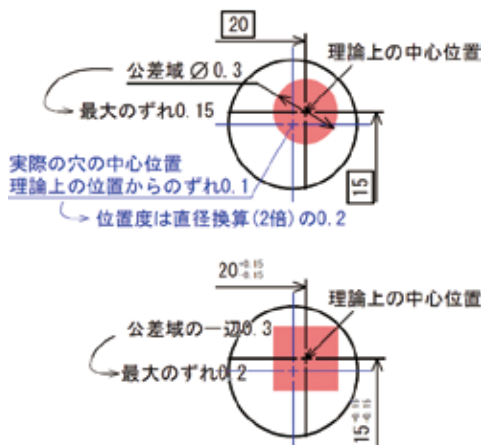 20
公差域 ∅0.3
理論上の中心位置
最大のずれ0.15
実際の穴の中心位置
理論上の位置からのずれ0.1
15
位置度は直径換算(2倍)の0.2
20 +0.15 -0.15
理論上の中心位置
公差域の一辺0.3
最大のずれ0.2
15